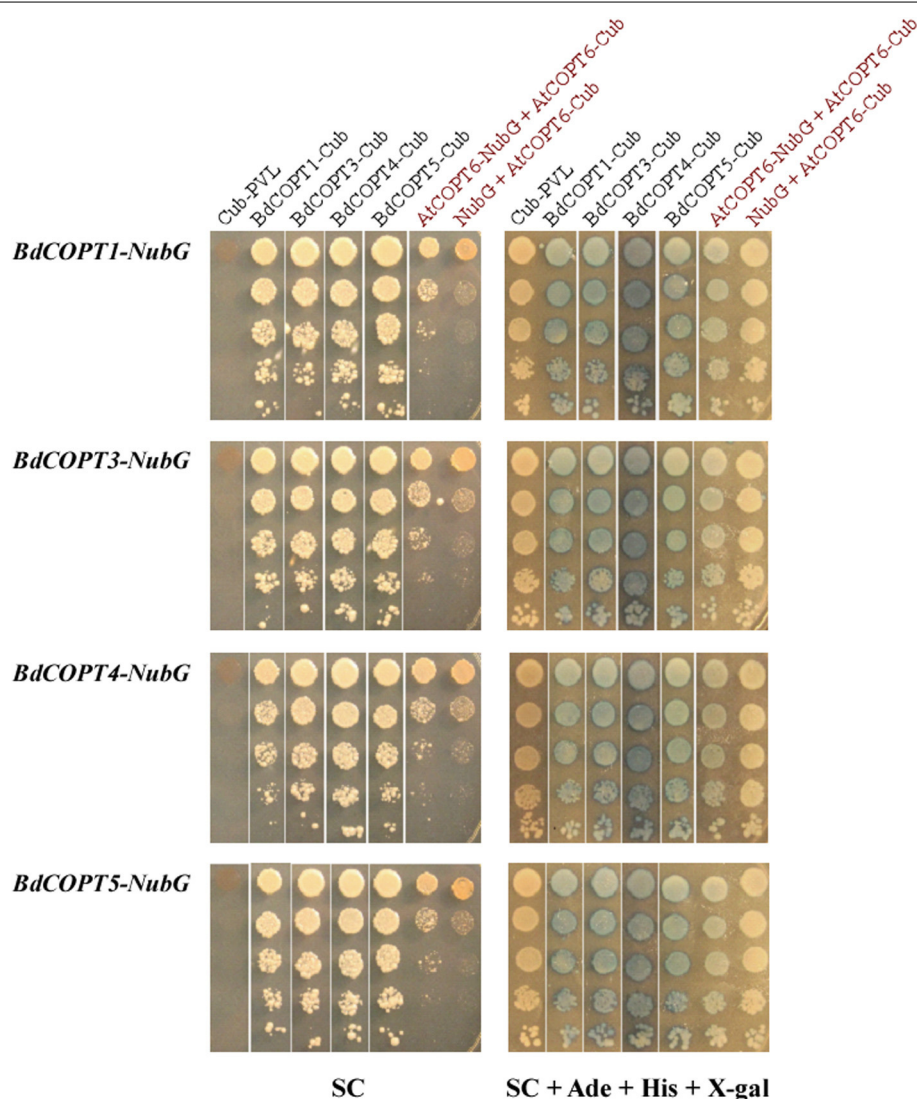 Cub-PVL
BdCOPT1-Cub
BdCOPT3-Cub
BdCOPT4-Cub
BdCOPT5-Cub
AtCOPT6-NubG + AtCOPT6-Cub
NubG + AtCOPT6-Cub
Cub-PVL
BdCOPT1-Cub
BdCOPT3-Cub
BdCOPT4-Cub
BdCOPT5-Cub
AtCOPT6-NubG + AtCOPT6-Cub
NubG + AtCOPT6-Cub
BdCOPT1-NubG
BdCOPT3-NubG
BdCOPT4-NubG
BdCOPT5-NubG
SC
SC + Ade + His + X-gal